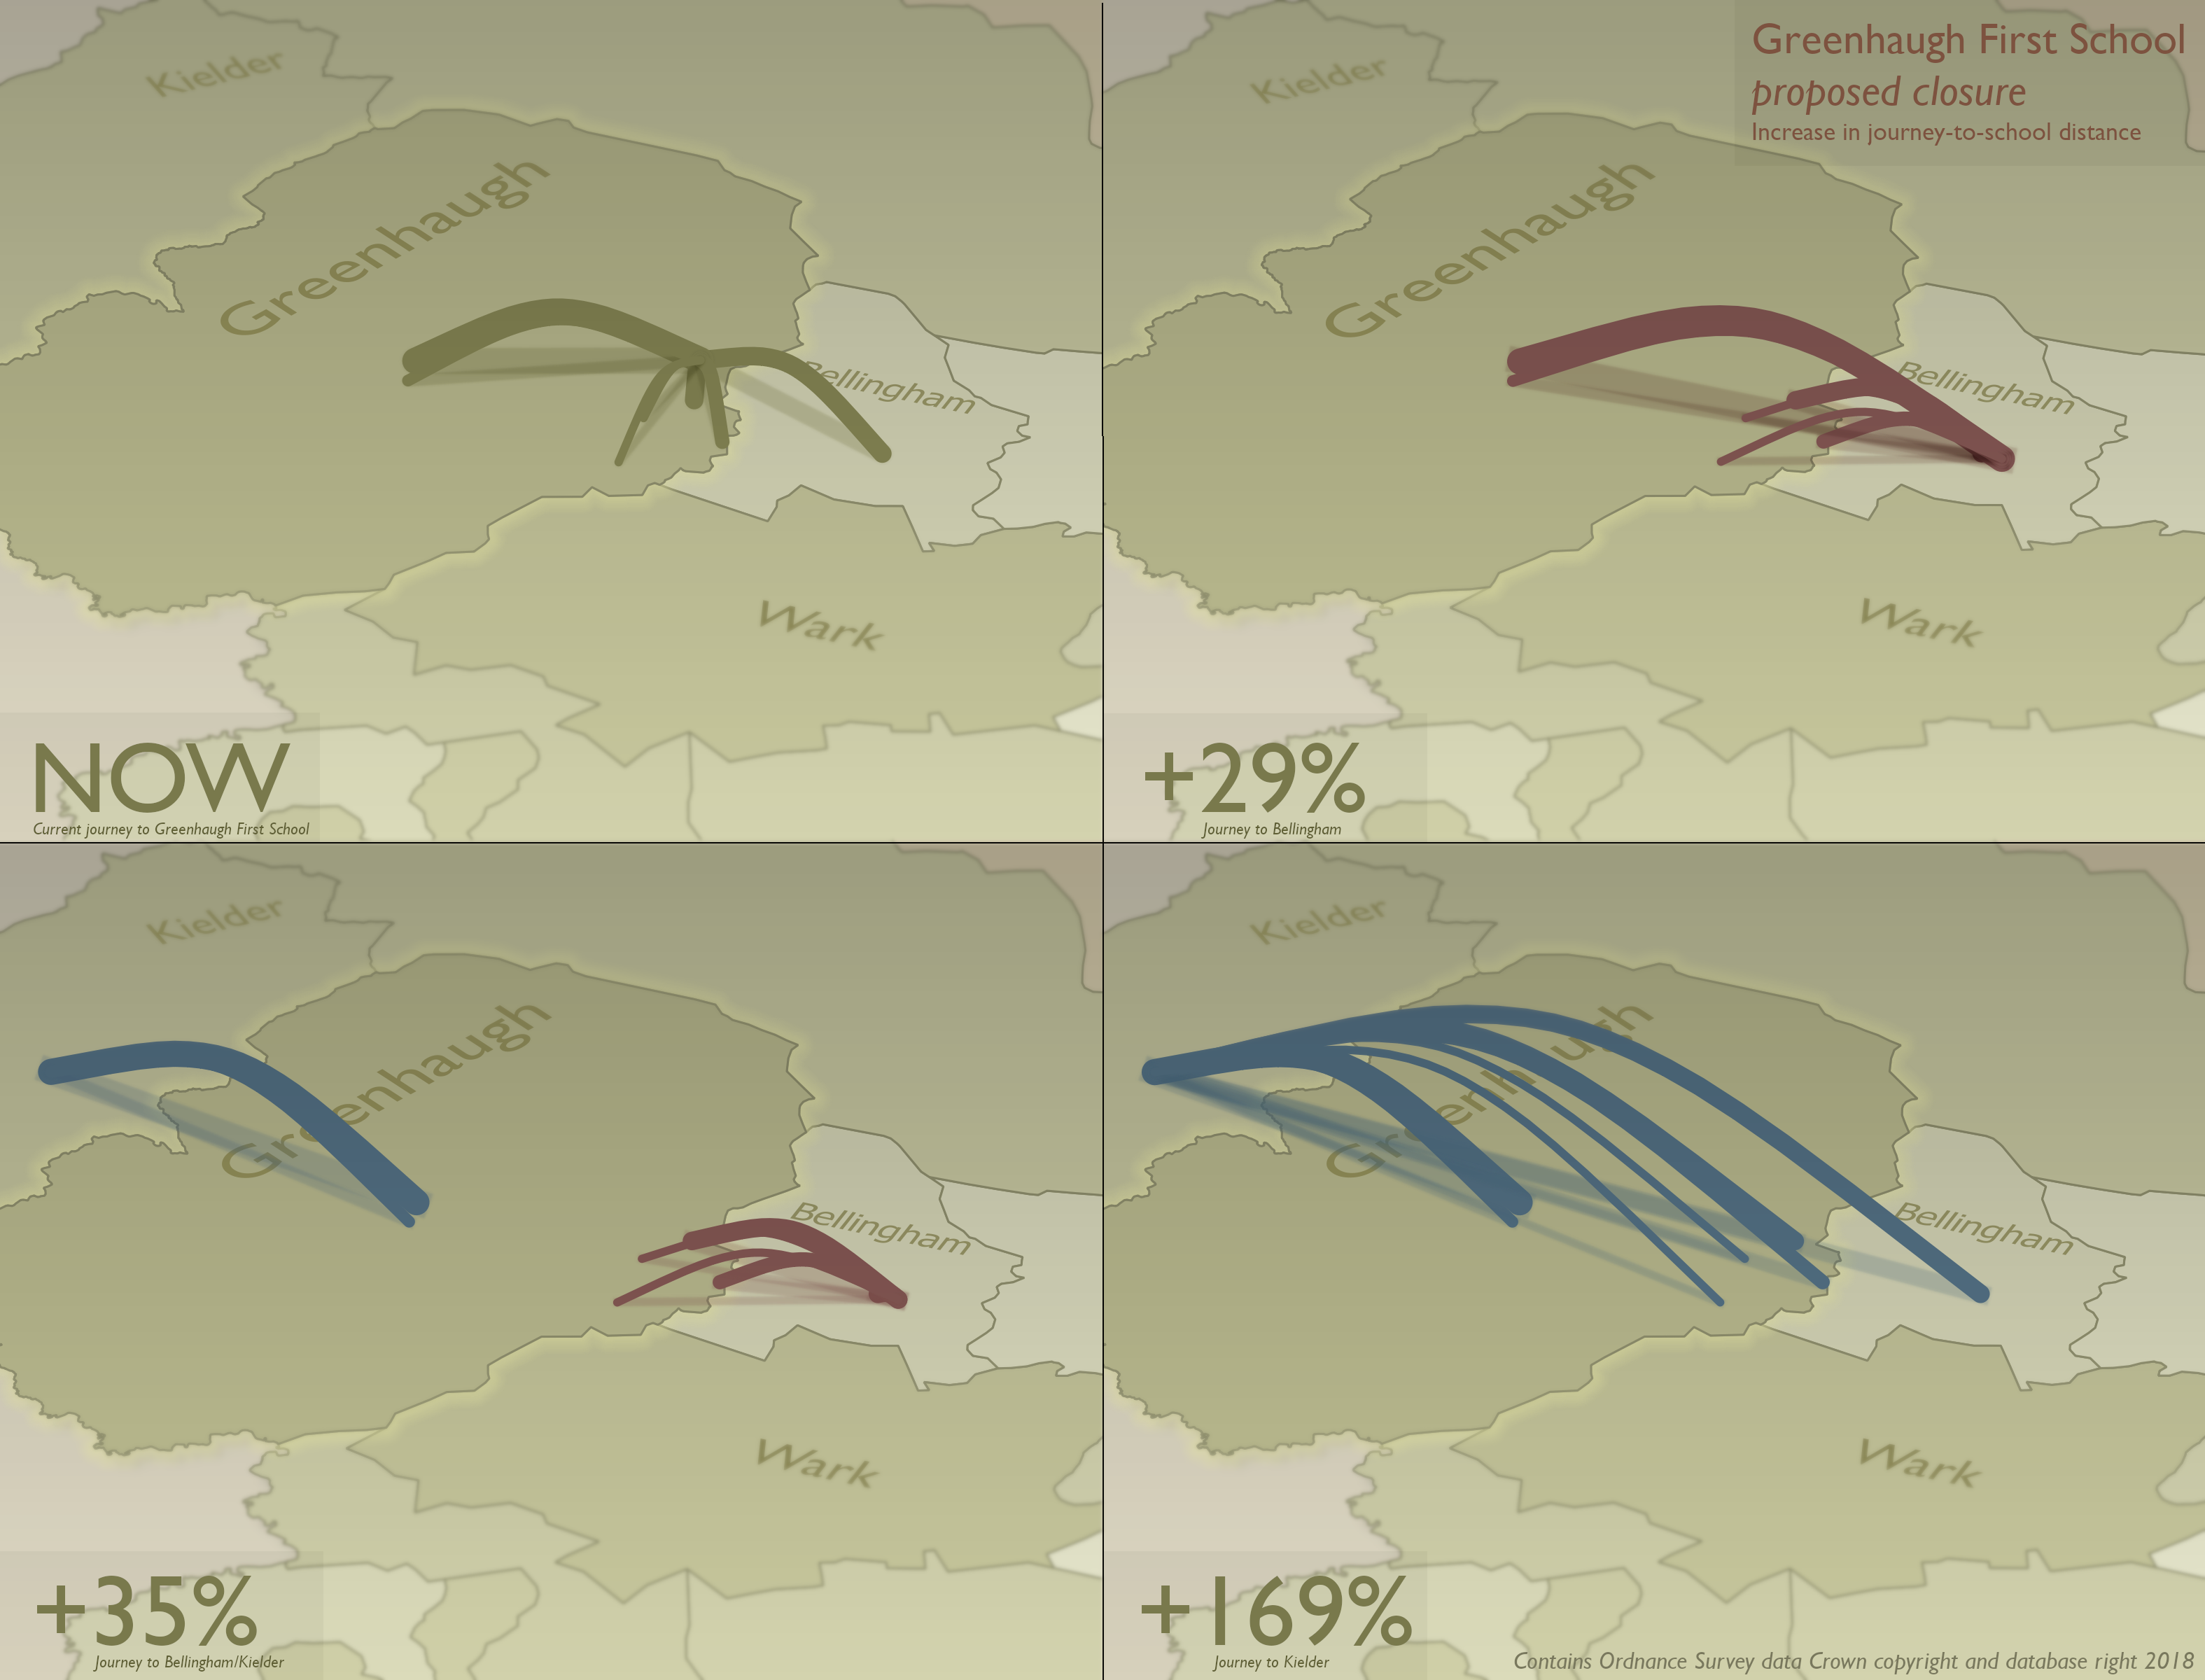 Kielder
Greenhaugh
Bellingham
Wark
NOW
Current journey to Greenhaugh First School
Greenhaugh First School
proposed closure
Increase in journey-to-school distance
Kielder
Greenhaugh
Bellingham
Wark
+29%
Journey to Bellingham
Kielder
Greenhaugh
Bellingham
Wark
+35%
Journey to Bellingham/Kielder
Kielder
Greenhaugh
Bellingham
Wark
+169%
Journey to Kielder
Contains Ordnance Survey data Crown copyright and database right 2018